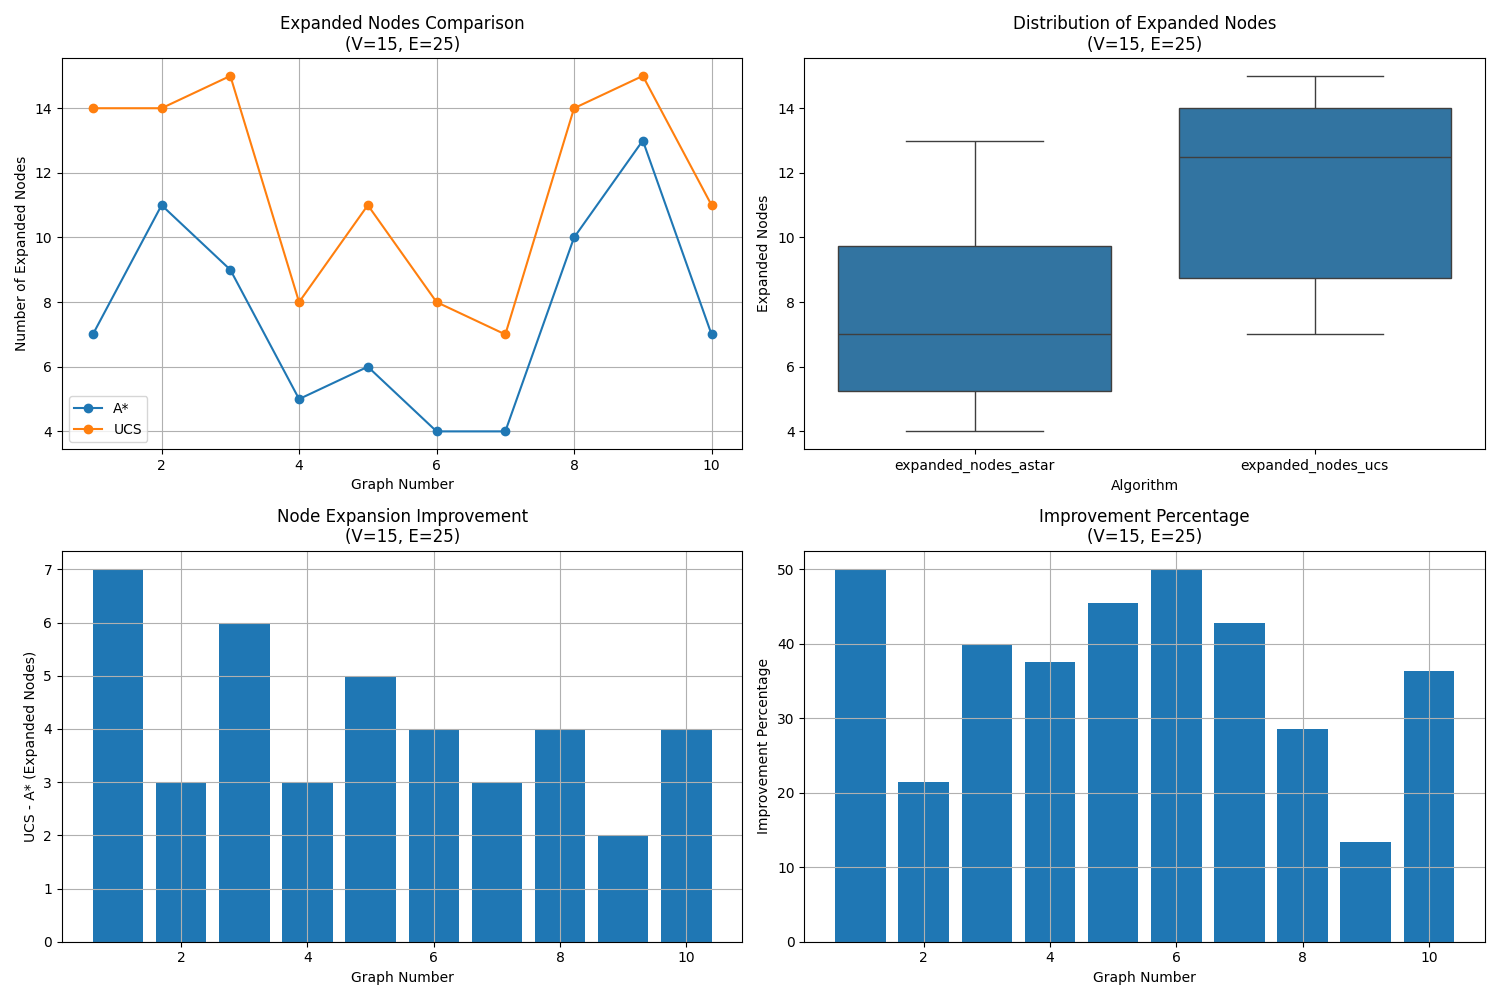 Expanded Nodes Comparison
(V=15, E=25)
Number of Expanded Nodes
14
12
10
8
6
4
A*
UCS
2 4 6 8 10
Graph Number
Distribution of Expanded Nodes
(V=15, E=25)
Expanded Nodes
14
12
10
8
6
4
expanded_nodes_astar expanded_nodes_ucs
Algorithm
Node Expansion Improvement
(V=15, E=25)
UCS - A* (Expanded Nodes)
7
6
5
4
3
2
1
0
2 4 6 8 10
Graph Number
Improvement Percentage
(V=15, E=25)
Improvement Percentage
50
40
30
20
10
0
2 4 6 8 10
Graph Number